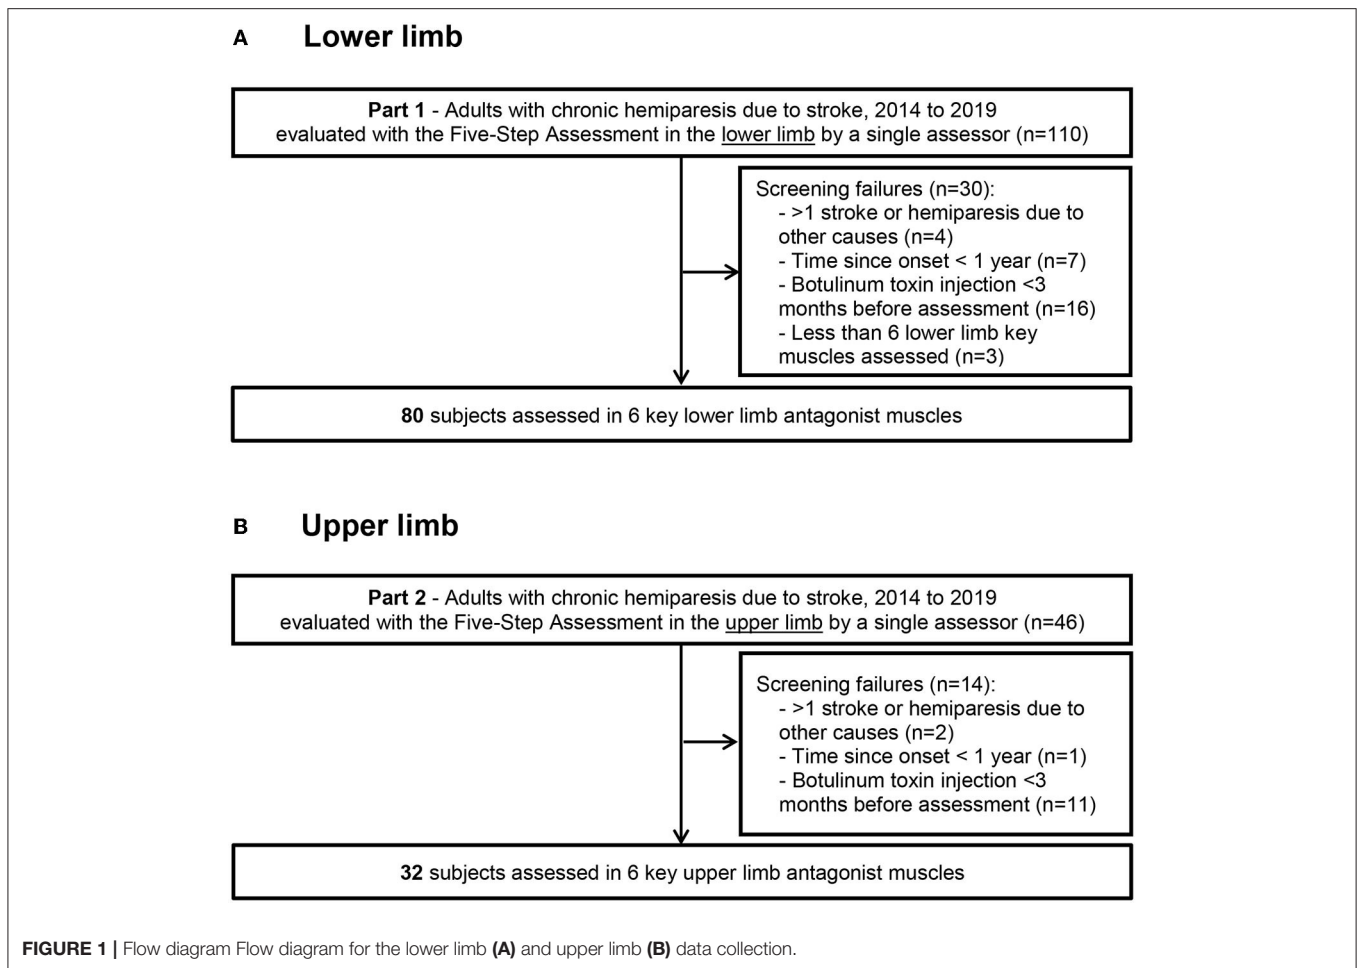 A Lower limb
Part 1 - Adults with chronic hemiparesis due to stroke, 2014 to 2019
evaluated with the Five-Step Assessment in the lower limb by a single assessor (n=110)
Screening failures (n=30):
- >1 stroke or hemiparesis due to
other causes (n=4)
- Time since onset < 1 year (n=7)
- Botulinum toxin injection <3
months before assessment (n=16)
- Less than 6 lower limb key
muscles assessed (n=3)
80 subjects assessed in 6 key lower limb antagonist muscles
B Upper limb
Part 2 - Adults with chronic hemiparesis due to stroke, 2014 to 2019
evaluated with the Five-Step Assessment in the upper limb by a single assessor (n=46)
Screening failures (n=14):
- >1 stroke or hemiparesis due to
other causes (n=2)
- Time since onset < 1 year (n=1)
- Botulinum toxin injection <3
months before assessment (n=11)
32 subjects assessed in 6 key upper limb antagonist muscles
FIGURE 1 | Flow diagram Flow diagram for the lower limb (A) and upper limb (B) data collection.